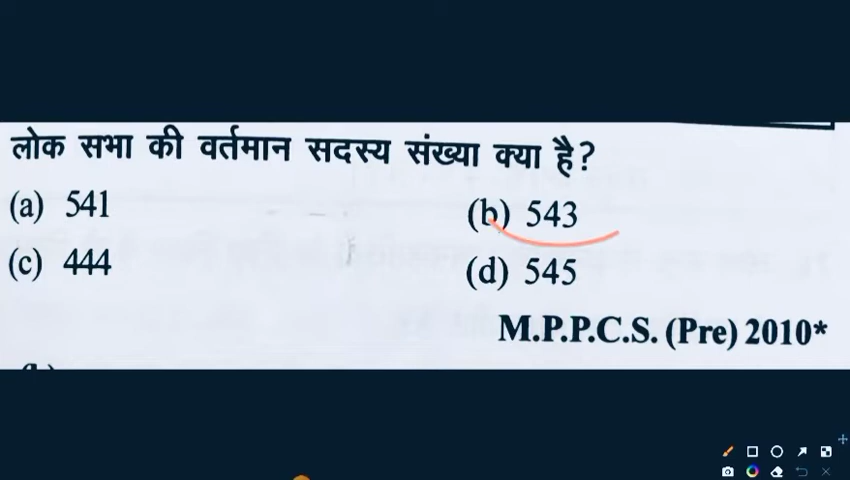 लोक सभा की वर्तमान सदस्य संख्या क्या है?
(a) 541 (b) 543
(c) 444 (d) 545
M.P.P.C.S. (Pre) 2010*